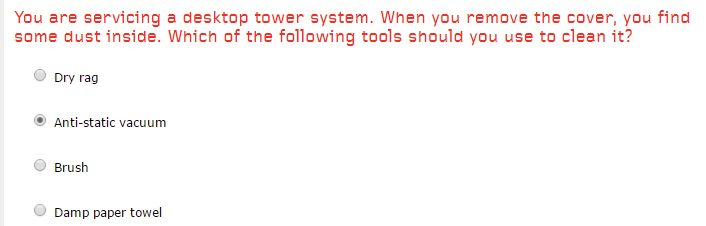 You are servicing a desktop tower system. When you remove the cover, you find
some dust inside. Which of the following tools should you use to clean it?
Dry rag
Anti-static vacuum
Brush
Damp paper towel